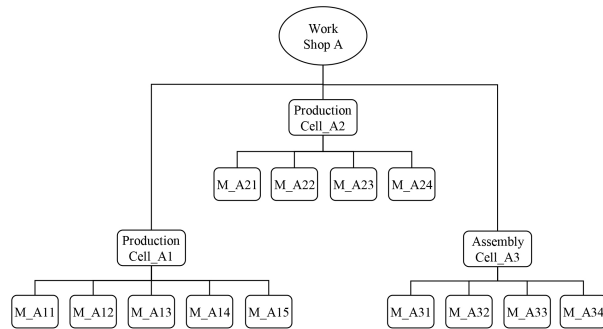 Work
Shop A
Production
Cell_A2
M_A21 M_A22 M_A23 M_A24
Production
Cell_A1
Assembly
Cell_A3
M_A11 M_A12 M_A13 M_A14 M_A15
M_A31 M_A32 M_A33 M_A34